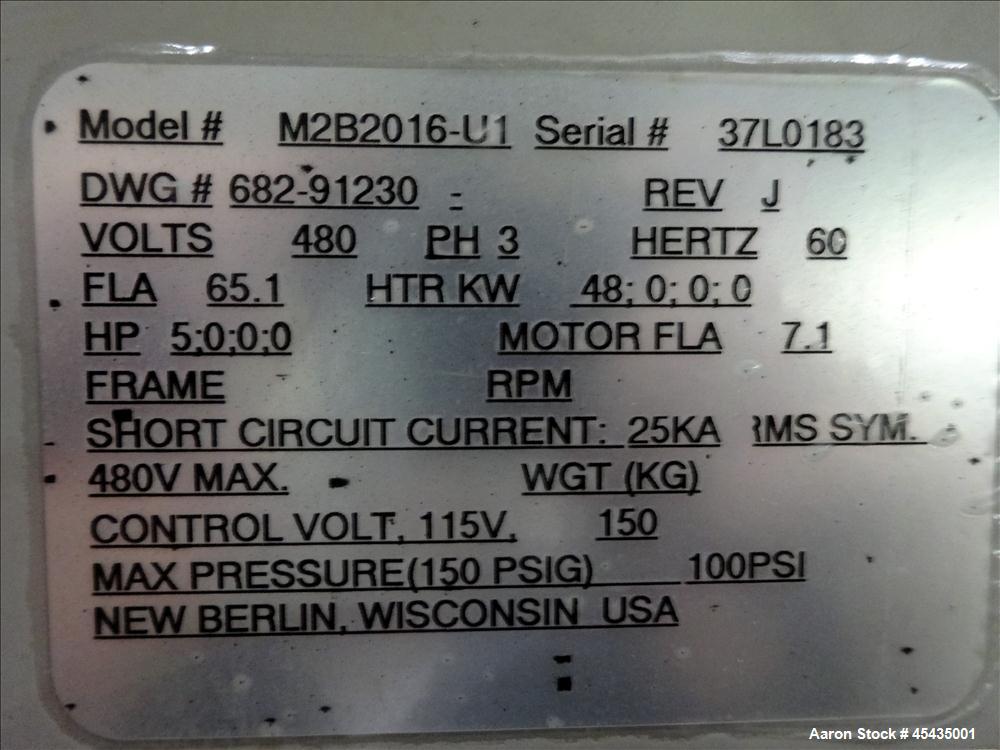 Model # M2B2016-U1 Serial # 37L0183
DWG # 682-91230 - REV J
VOLTS 480 PH 3 HERTZ 60
FLA 65.1 HTR KW 48; 0; 0; 0
HP 5;0;0;0 MOTOR FLA 7.1
FRAME RPM
SHORT CIRCUIT CURRENT: 25KA RMS SYM.
480V MAX. WGT (KG)
CONTROL VOLT, 115V, 150
MAX PRESSURE(150 PSIG) 100PSI
NEW BERLIN, WISCONSIN USA
Aaron Stock # 45435001